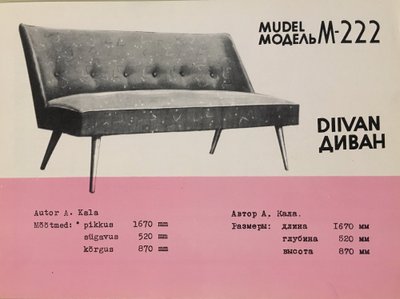 MUDEL
МОДЕЛЬ M-222
DIIVAN
ДИВАН
Autor A. Kala
Mõõtmed: pikkus 1670 mm
sügavus 520 mm
kõrgus 870 mm
Автор А. Кала.
Размеры: длина 1670 мм
глубина 520 мм
высота 870 мм